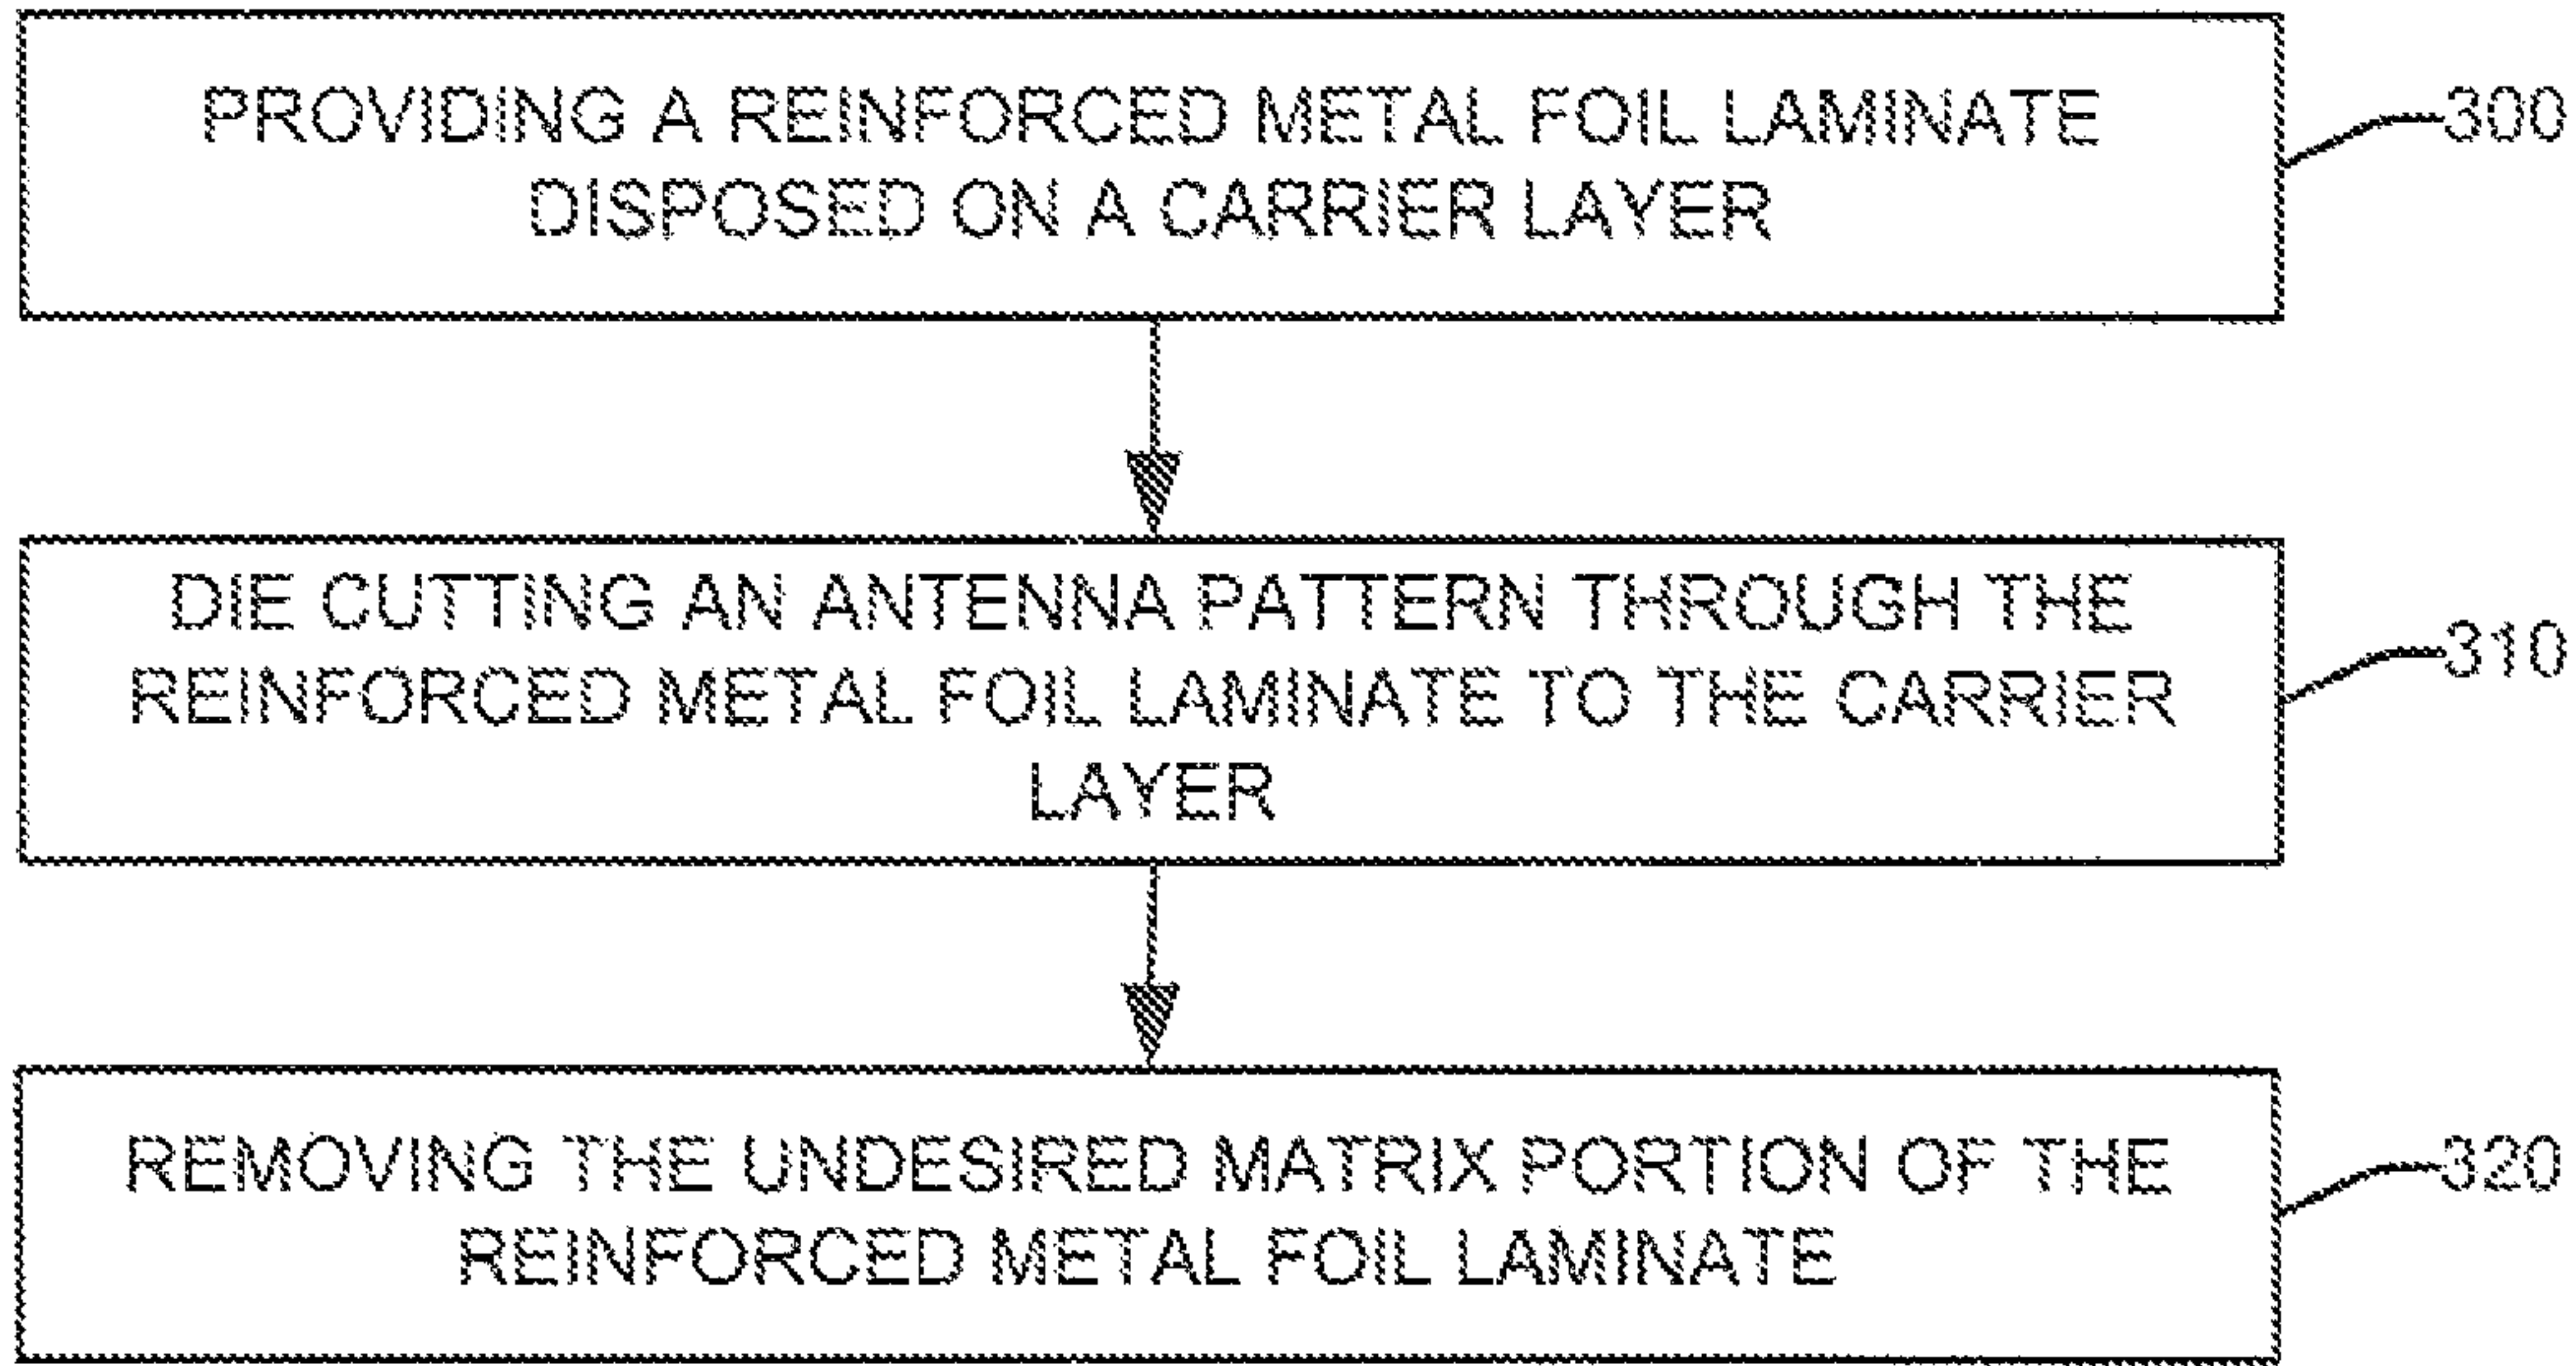 PROVIDING A REINFORCED METAL FOIL LAMINATE
DISPOSED ON A CARRIER LAYER
300
DIE CUTTING AN ANTENNA PATTERN THROUGH THE
REINFORCED METAL FOIL LAMINATE TO THE CARRIER
LAYER
310
REMOVING THE UNDESIRED MATRIX PORTION OF THE
REINFORCED METAL FOIL LAMINATE
320